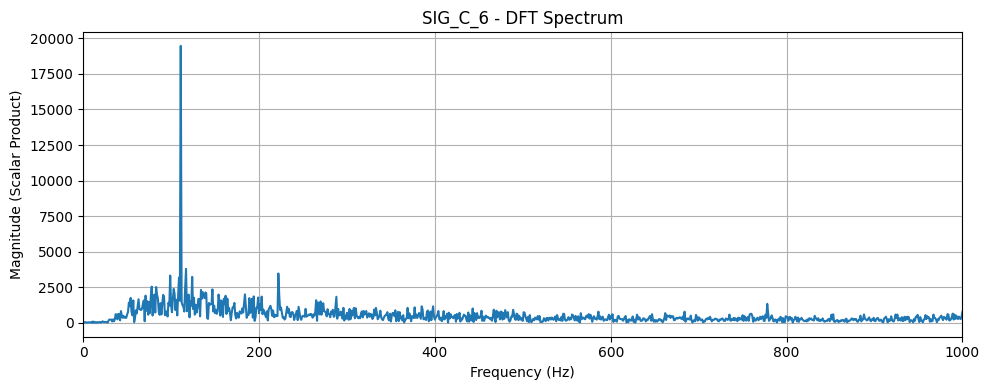 SIG_C_6 - DFT Spectrum
Magnitude (Scalar Product)
20000
17500
15000
12500
10000
7500
5000
2500
0
0 200 400 600 800 1000
Frequency (Hz)